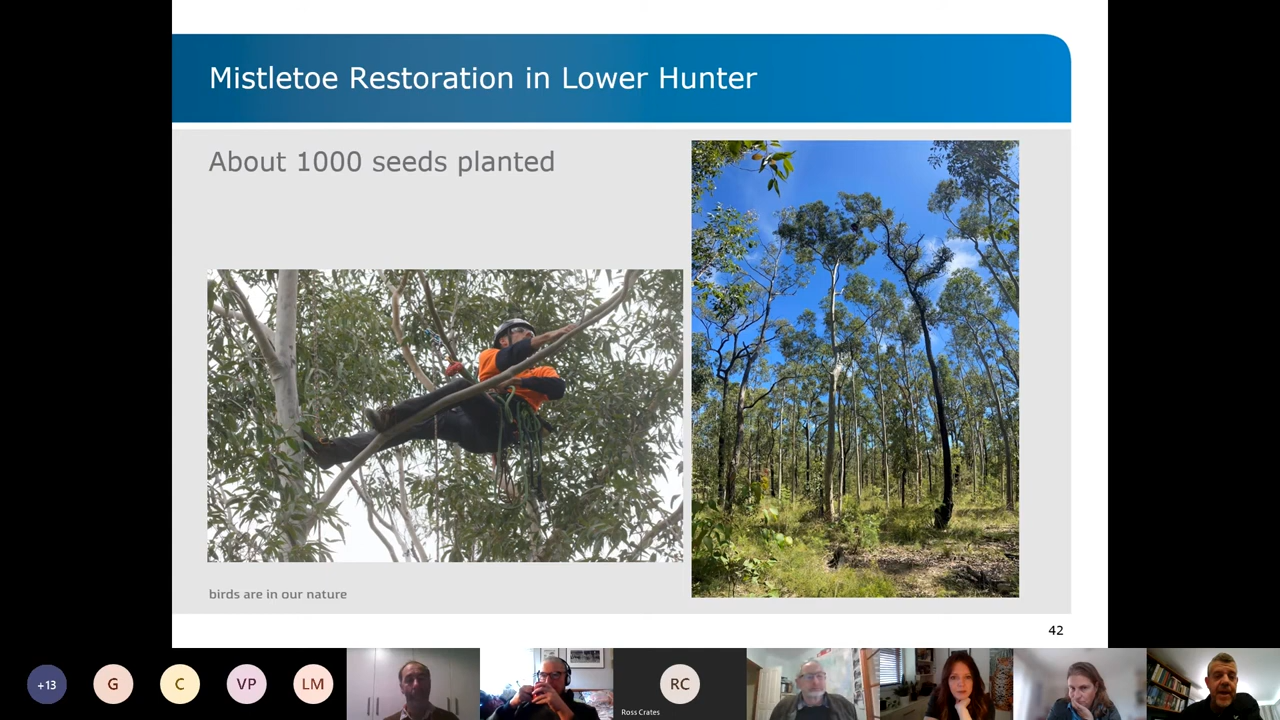 Mistletoe Restoration in Lower Hunter
About 1000 seeds planted
birds are in our nature
42
+13
G
C
VP
LM
RC
Ross Crates